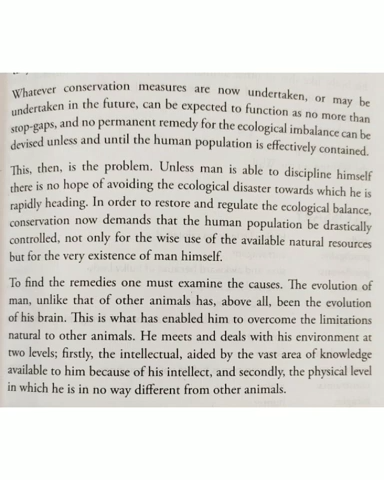 Whatever conservation measures are now undertaken, or may be
undertaken in the future, can be expected to function as no more than
stop-gaps, and no permanent remedy for the ecological imbalance can be
devised unless and until the human population is effectively contained.
This, then, is the problem. Unless man is able to discipline himself
there is no hope of avoiding the ecological disaster towards which he is
rapidly heading. In order to restore and regulate the ecological balance,
conservation now demands that the human population be drastically
controlled, not only for the wise use of the available natural resources
but for the very existence of man himself.
To find the remedies one must examine the causes. The evolution of
man, unlike that of other animals has, above all, been the evolution
of his brain. This is what has enabled him to overcome the limitations
natural to other animals. He meets and deals with his environment at
two levels; firstly, the intellectual, aided by the vast area of knowledge
available to him because of his intellect, and secondly, the physical level
in which he is in no way different from other animals.